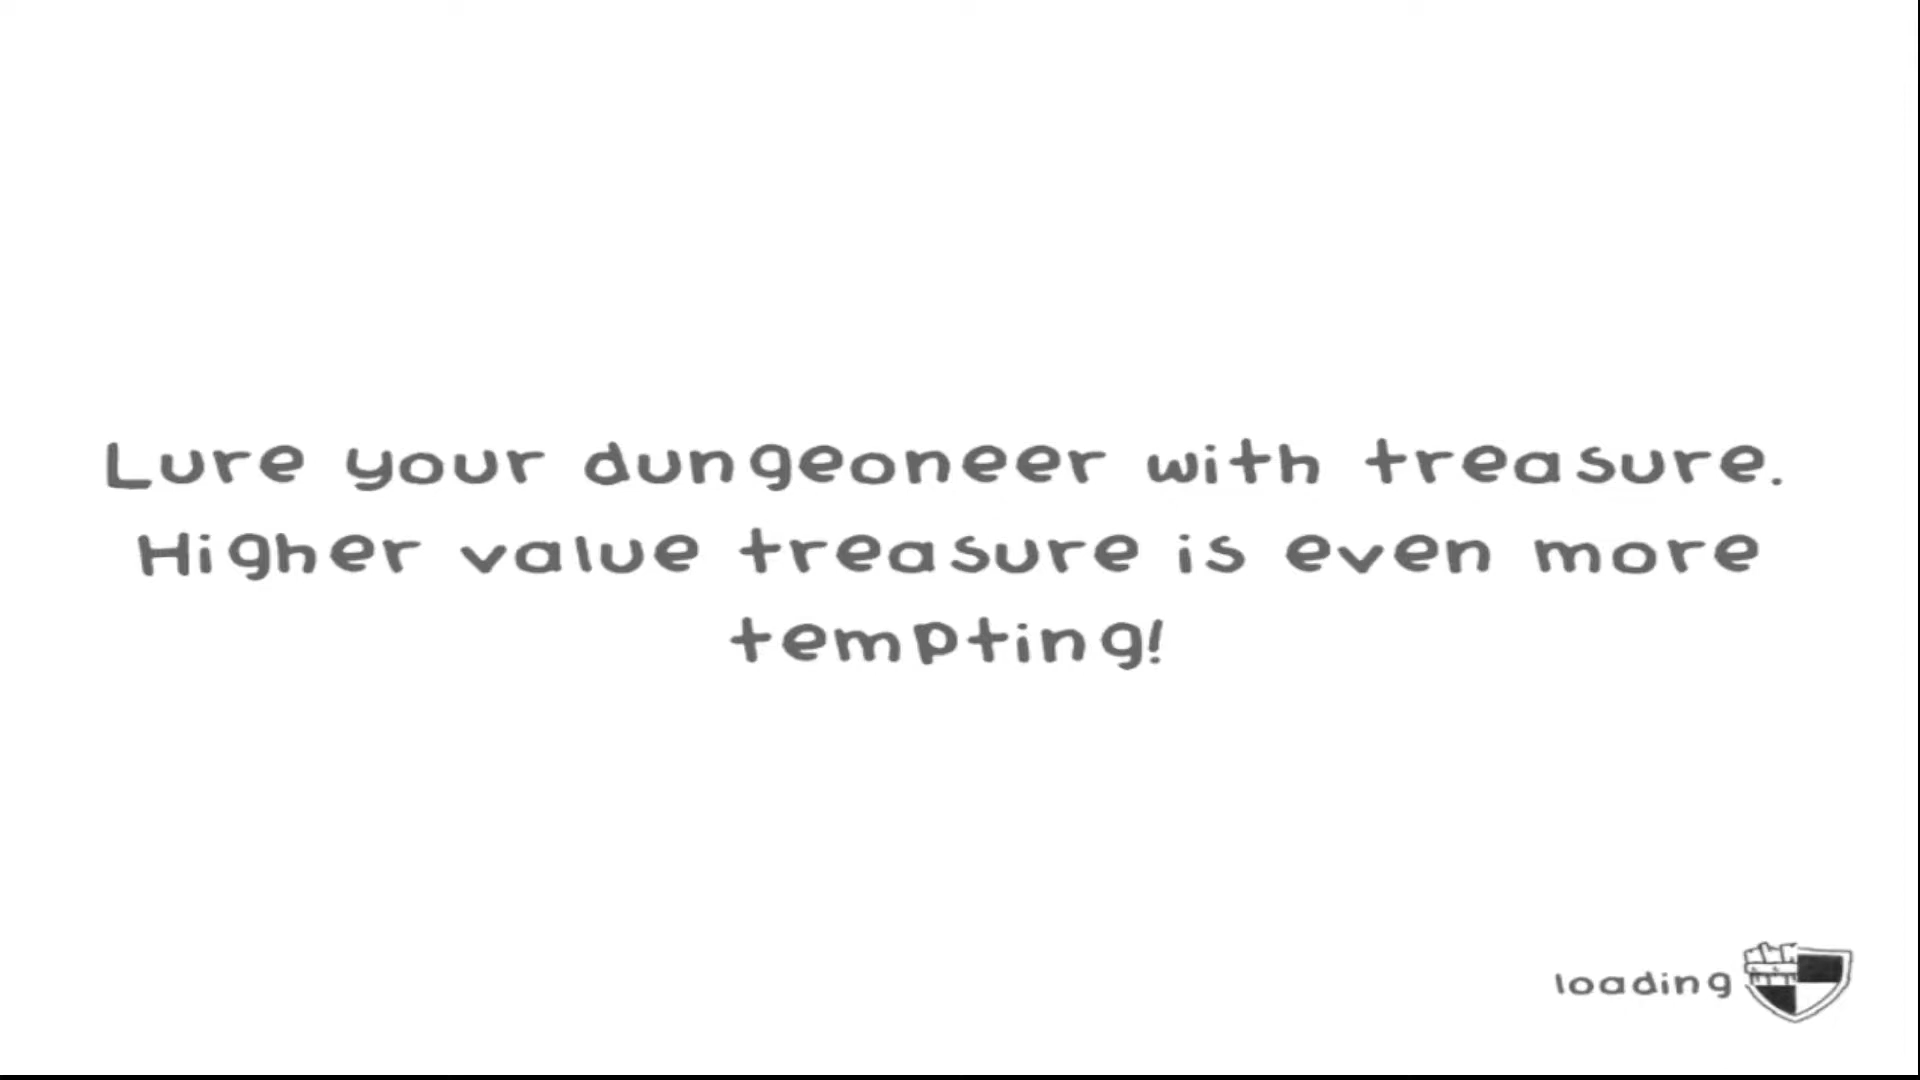 Lure your dungeoneer with treasure.
Higher value treasure is even more
tempting!
loading